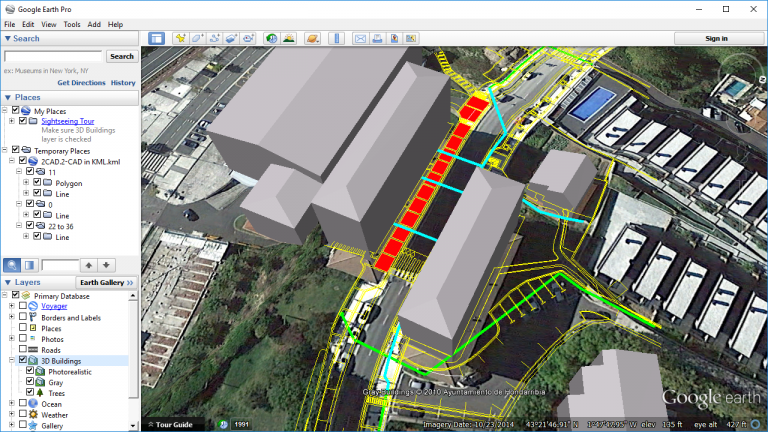 Google Earth Pro
File Edit View Tools Add Help
Search
Search
ex: Museums in New York, NY
Get Directions History
Places
My Places
Sightseeing Tour
Make sure 3D Buildings
layer is checked
Temporary Places
2CAD.2-CAD in KML.kml
11
Polygon
Line
0
Line
22 to 36
Line
Layers
Earth Gallery >>
Primary Database
Voyager
Borders and Labels
Places
Photos
Roads
3D Buildings
Photorealistic
Gray
Trees
Ocean
Weather
Gallery
Sign in
Gray Buildings © 2010 Ayuntamiento de Hondarribia
Google earth
Tour Guide
1991
Imagery Date: 10/23/2014 43°21'46.91" N 1°47'47.95" W elev 135 ft eye alt 427 ft